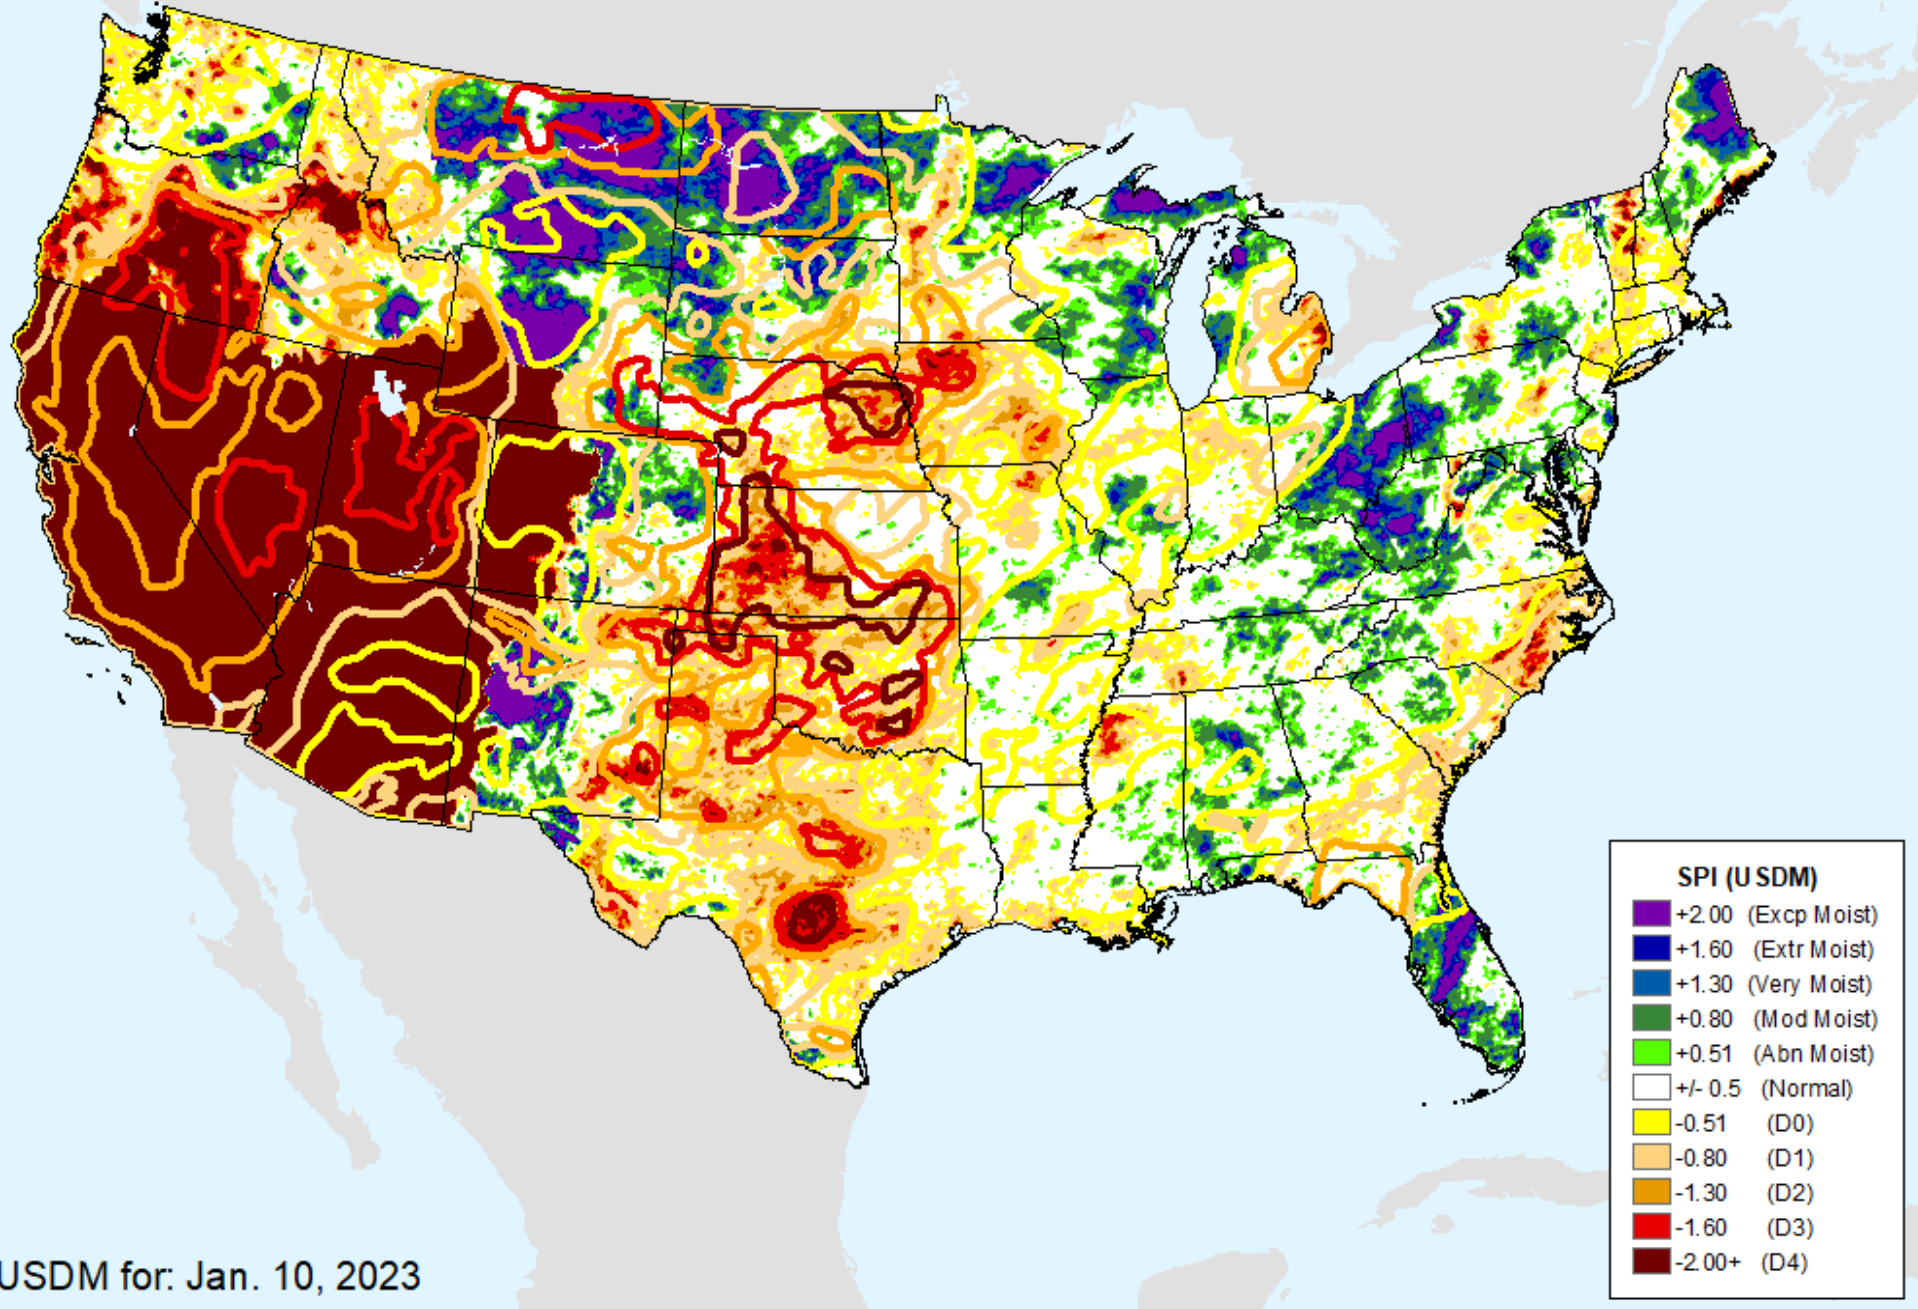 SPI (USDM)
+2.00 (Excp Moist)
+1.60 (Extr Moist)
+1.30 (Very Moist)
+0.80 (Mod Moist)
+0.51 (Abn Moist)
+/- 0.5 (Normal)
-0.51 (D0)
-0.80 (D1)
-1.30 (D2)
-1.60 (D3)
-2.00+ (D4)
USDM for: Jan. 10, 2023